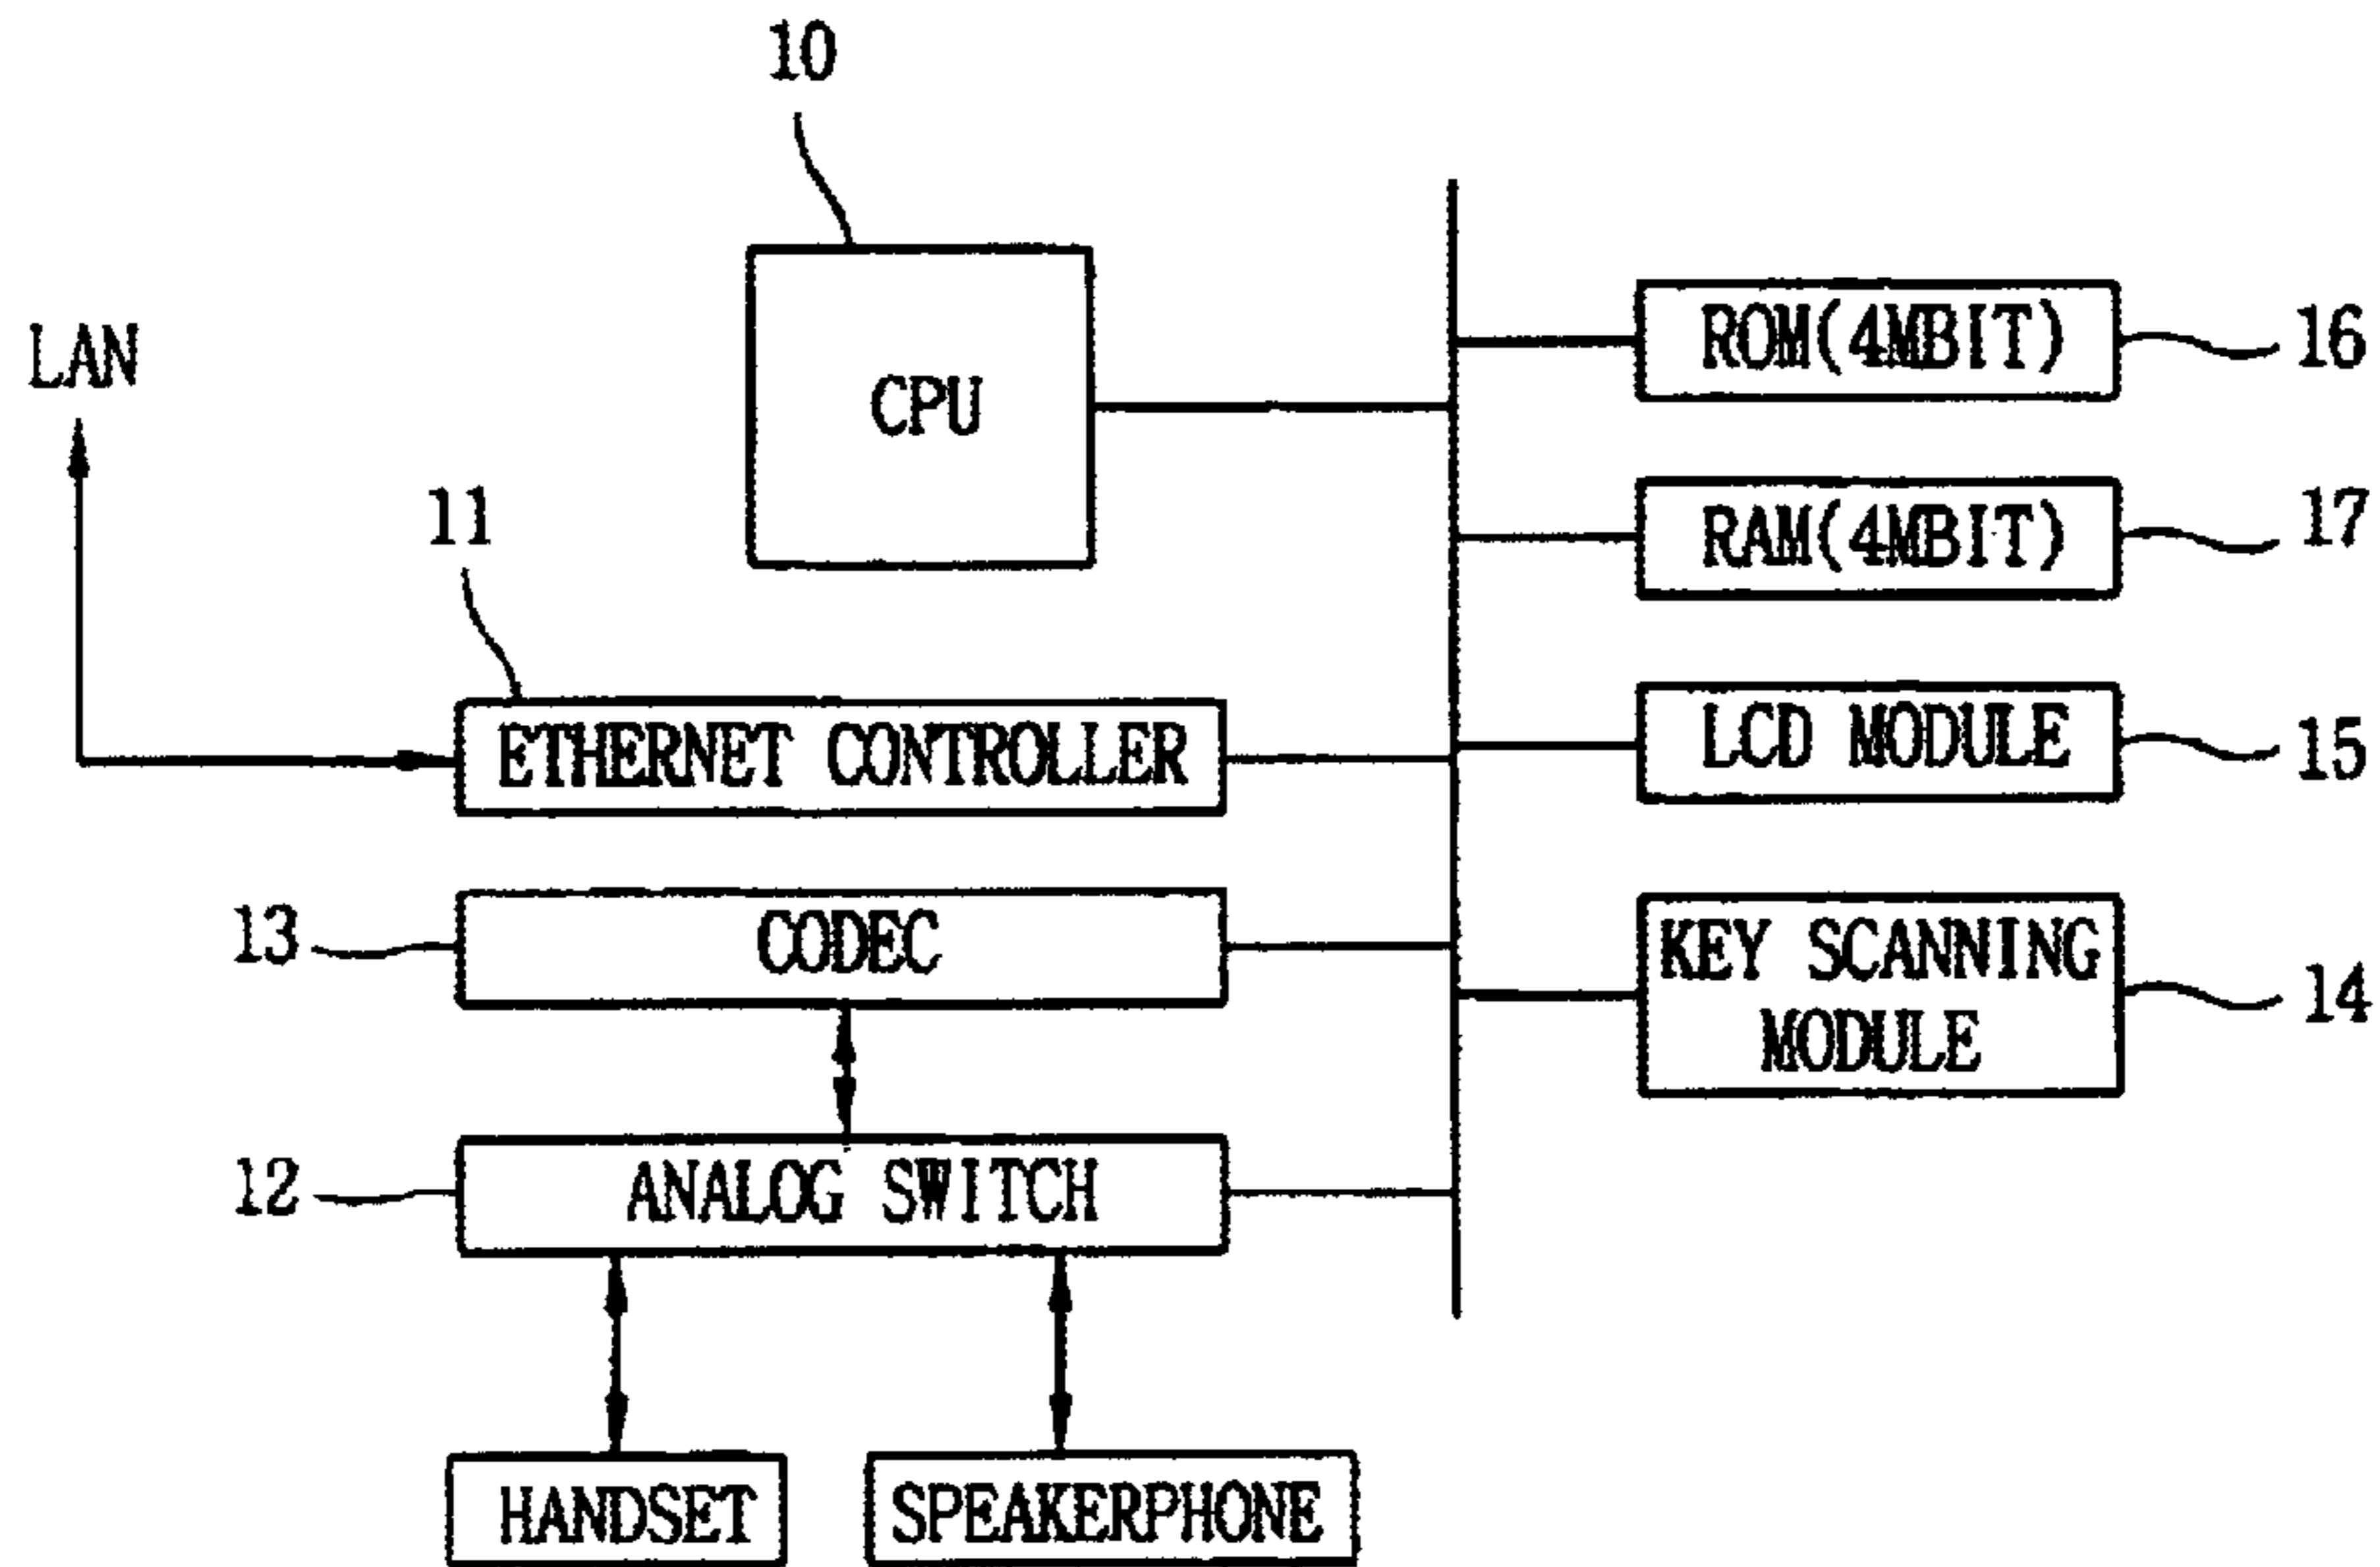 10
LAN
CPU
ROM(4MBIT)
16
11
RAM(4MBIT)
17
ETHERNET CONTROLLER
LCD MODULE
15
13
CODEC
KEY SCANNING
MODULE
14
12
ANALOG SWITCH
HANDSET
SPEAKERPHONE